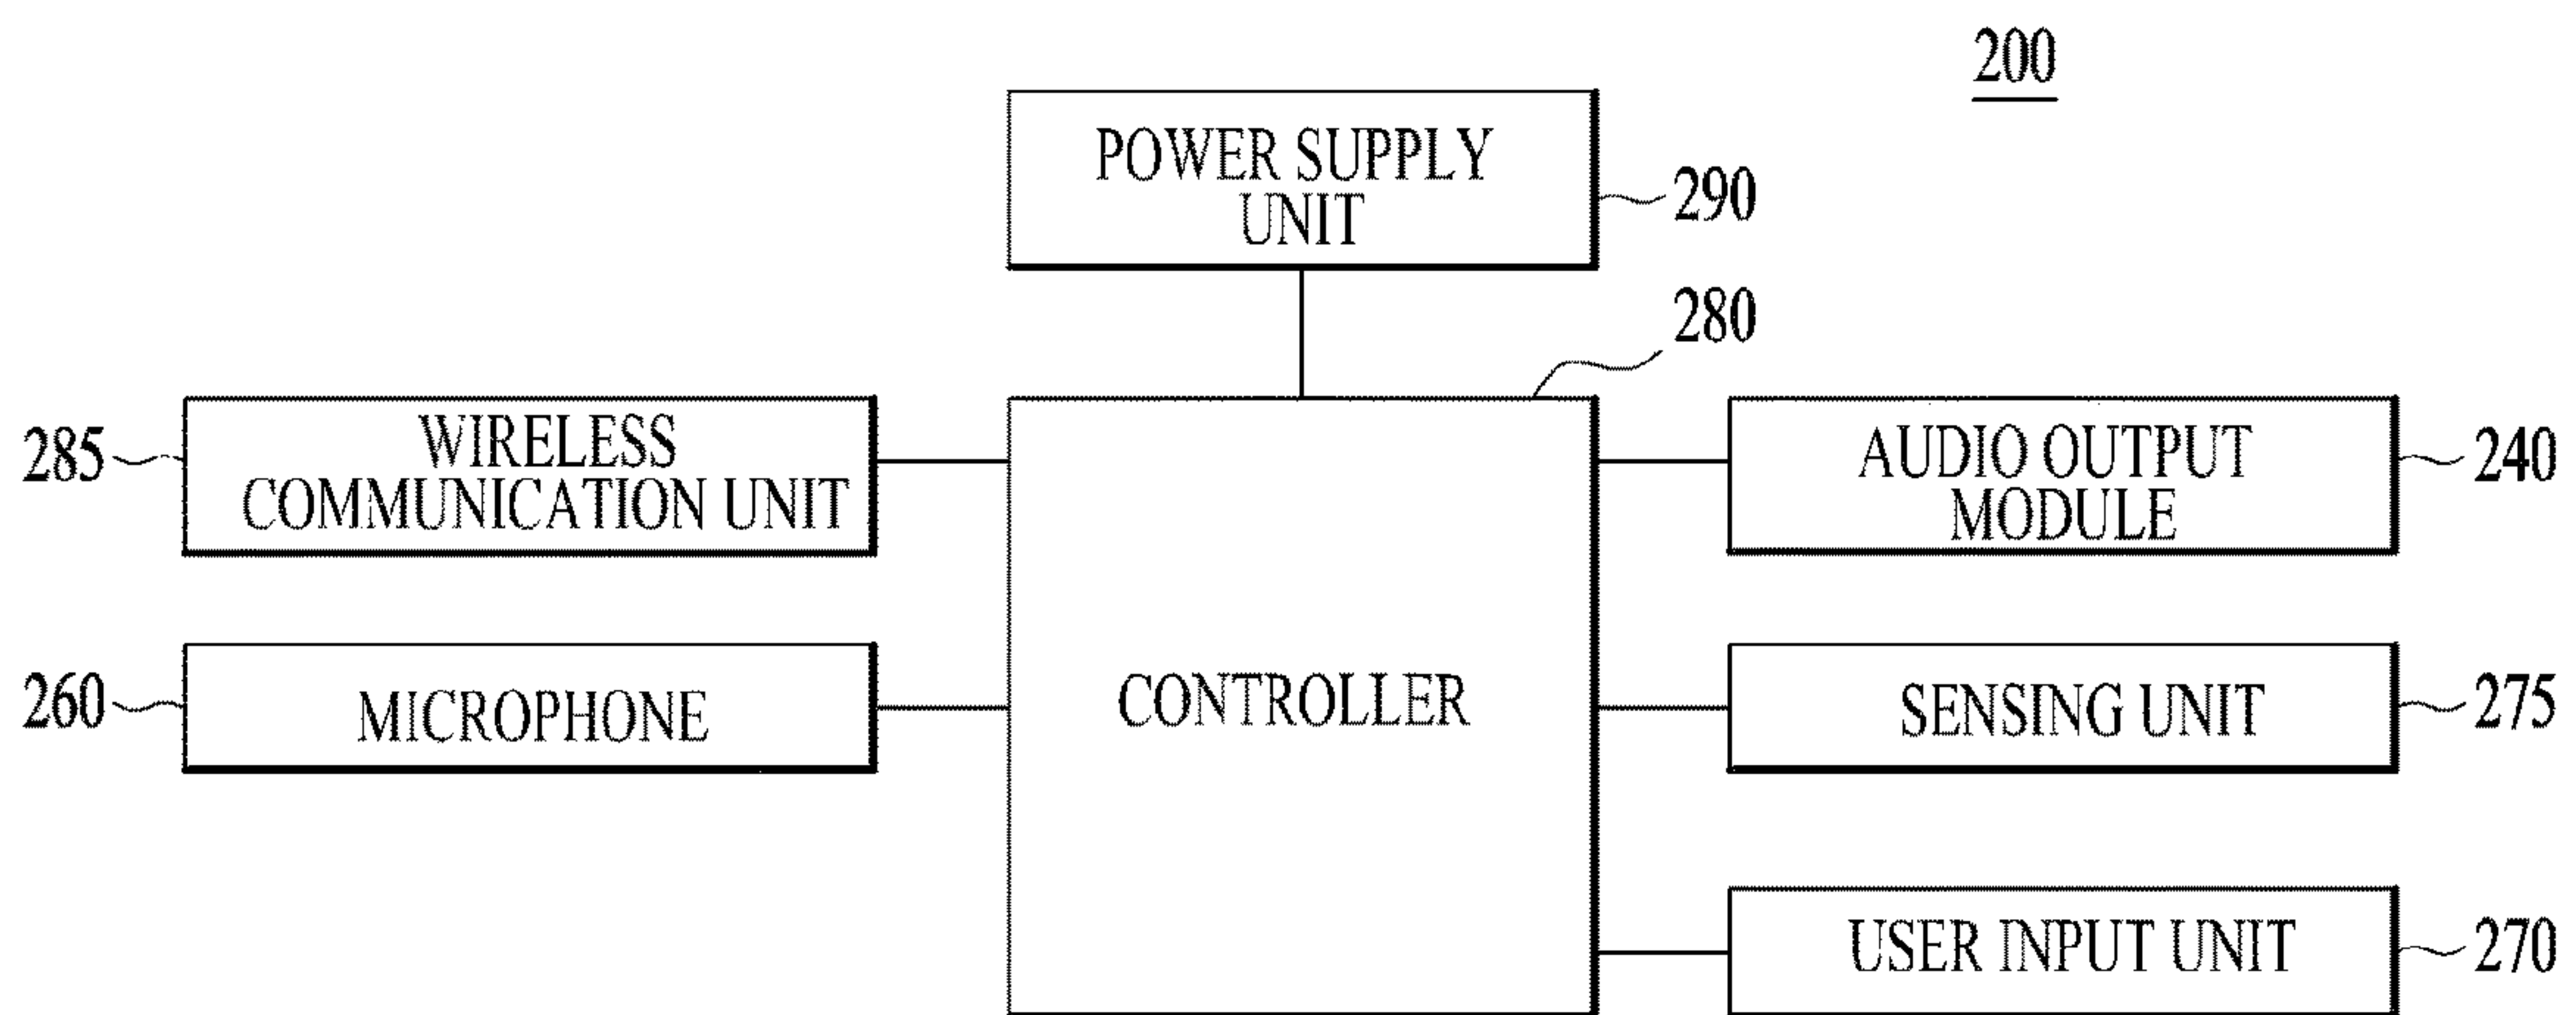 200
POWER SUPPLY
UNIT
290
280
285
WIRELESS
COMMUNICATION UNIT
AUDIO OUTPUT
MODULE
240
260
MICROPHONE
CONTROLLER
SENSING UNIT
275
USER INPUT UNIT
270